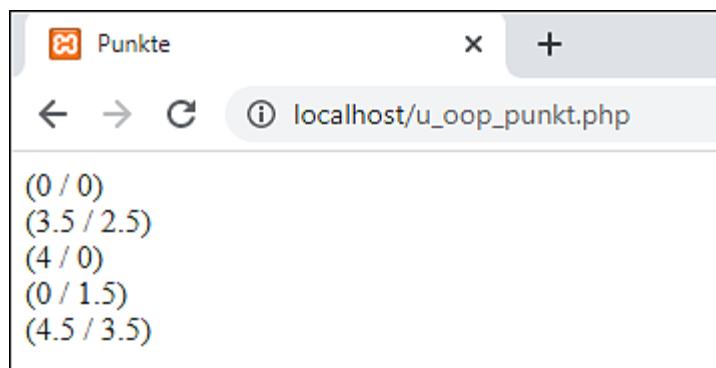 Punkte
localhost/u_oop_punkt.php
(0 / 0)
(3.5 / 2.5)
(4 / 0)
(0 / 1.5)
(4.5 / 3.5)